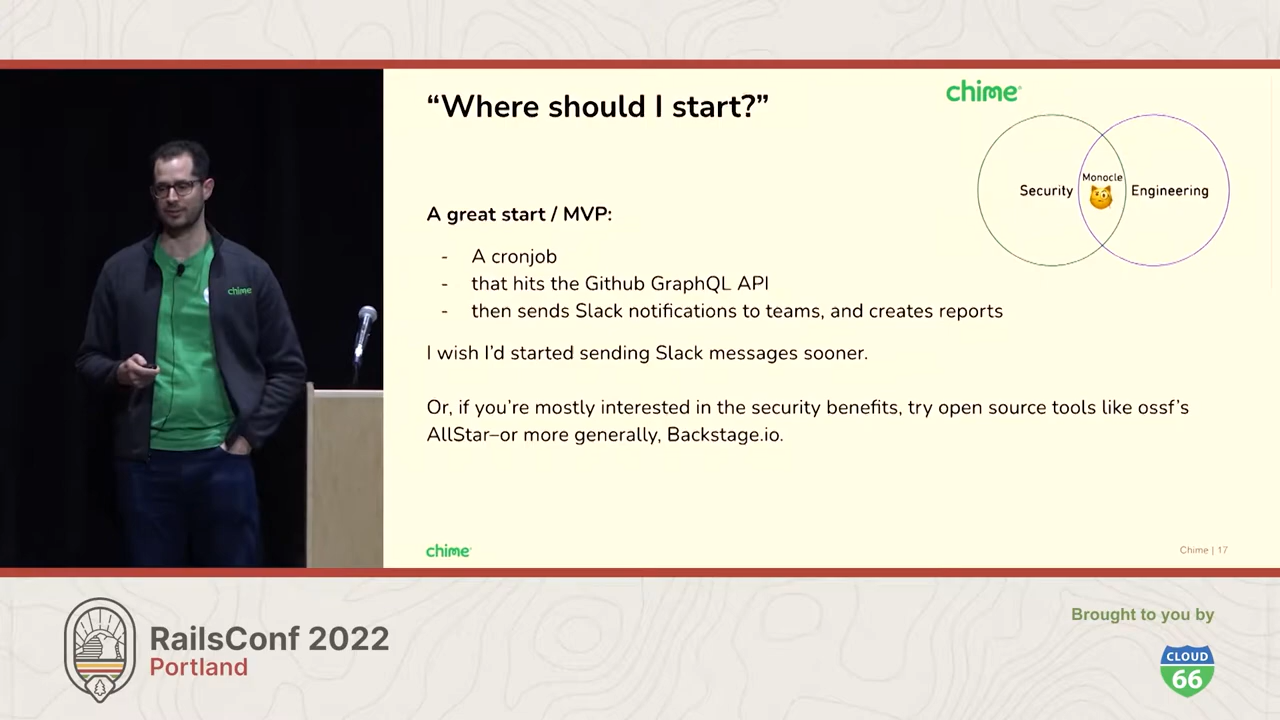 “Where should I start?”
chime
Security
Monocle
Engineering
A great start / MVP:
- A cronjob
- that hits the Github GraphQL API
- then sends Slack notifications to teams, and creates reports
I wish I’d started sending Slack messages sooner.
Or, if you’re mostly interested in the security benefits, try open source tools like ossf’s
AllStar–or more generally, Backstage.io.
chime
chime
Chime | 17
RailsConf 2022
Portland
Brought to you by
CLOUD
66